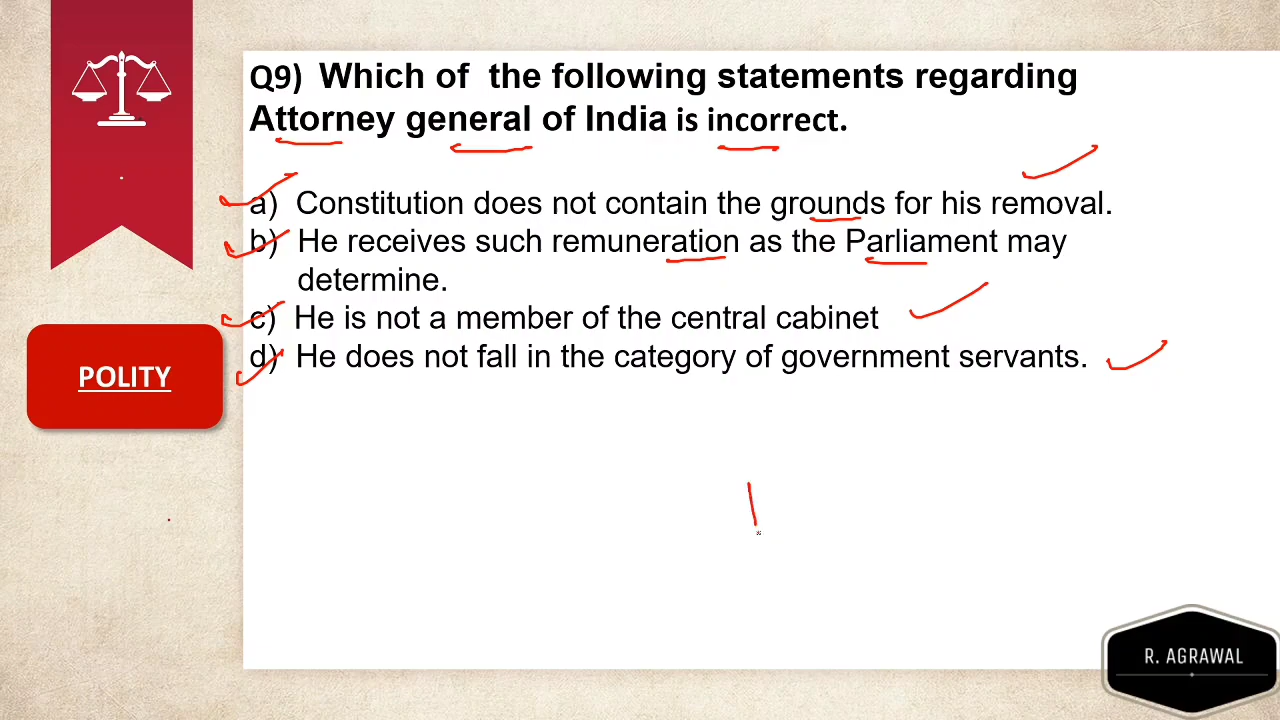 Q9) Which of the following statements regarding
Attorney general of India is incorrect.
a) Constitution does not contain the grounds for his removal.
b) He receives such remuneration as the Parliament may
determine.
c) He is not a member of the central cabinet
d) He does not fall in the category of government servants.
POLITY
R. AGRAWAL